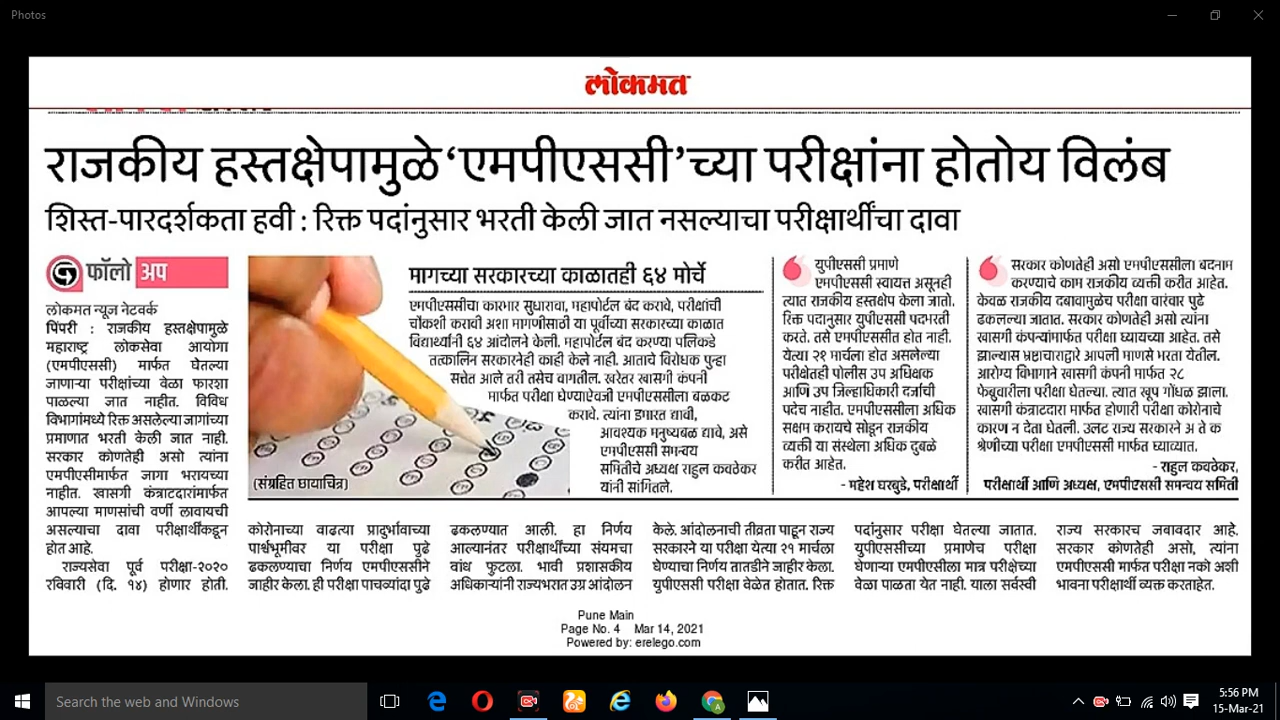 Photos
लोकमत
राजकीय हस्तक्षेपामुळे 'एमपीएससी'च्या परीक्षांना होतोय विलंब
शिस्त-पारदर्शकता हवी : रिक्त पदांनुसार भरती केली जात नसल्याचा परीक्षार्थींचा दावा
फॉलो अप
लोकमत न्यूज नेटवर्क
पिंपरी : राजकीय हस्तक्षेपामुळे
महाराष्ट्र लोकसेवा आयोगा
(एमपीएससी) मार्फत घेतल्या
जाणाऱ्या परीक्षांच्या वेळा फारशा
पाळल्या जात नाहीत. विविध
विभागांमध्ये रिक्त असलेल्या जागांच्या
प्रमाणात भरती केली जात नाही.
सरकार कोणतेही असो त्यांना
एमपीएसीमार्फत जागा भरायच्या
नाहीत. खासगी कंत्राटदारांमार्फत
आपल्या माणसांची वर्णी लावायची
असल्याचा दावा परीक्षार्थींकडून
होत आहे.
राज्यसेवा पूर्व परीक्षा-२०२०
रविवारी (दि. १४) होणार होती.
(संग्रहित छायाचित्र)
मागच्या सरकारच्या काळातही ६४ मोर्चे
एमपीएससीचा कारभार सुधारावा, महापोर्टल बंद करावे, परीक्षांची
चौकशी करावी अशा मागणीसाठी या पूर्वीच्या सरकारच्या काळात
विद्यार्थ्यांनी ६४ आंदोलने केली. महापोर्टल बंद करण्या पलिकडे
तत्कालिन सरकारनेही काही केले नाही. आताचे विरोधक पुन्हा
सत्तेत आले तरी तसेच वागतील. खरेतर खासगी कंपनी
मार्फत परीक्षा घेण्याऐवजी एमपीएससीला बळकट
करावे. त्यांना इमारत द्यावी,
आवश्यक मनुष्यबळ द्यावे, असे
एमपीएससी समन्वय
समितीचे अध्यक्ष राहुल कवठेकर
यांनी सांगितले.
युपीएससी प्रमाणे
एमपीएससी स्वायत्त असूनही
त्यात राजकीय हस्तक्षेप केला जातो.
रिक्त पदानुसार युपीएससी पदभरती
करते. तसे एमपीएससीत होत नाही.
येत्या २१ मार्चला होत असलेल्या
परीक्षेतही पोलीस उप अधिक्षक
आणि उप जिल्हाधिकारी दर्जाची
पदेच नाहीत. एमपीएससीला अधिक
सक्षम करायचे सोडून राजकीय
व्यक्ती या संस्थेला अधिक दुबळे
करीत आहेत.
- महेश घरबुडे, परीक्षार्थी
सरकार कोणतेही असो एमपीएससीला बदनाम
करण्याचे काम राजकीय व्यक्ती करीत आहेत.
केवळ राजकीय दबावामुळेच परीक्षा वारंवार पुढे
ढकलल्या जातात. सरकार कोणतेही असो त्यांना
खासगी कंपन्यांमार्फत परीक्षा घ्यायच्या आहेत. तसे
झाल्यास भ्रष्टाचाराद्वारे आपली माणसे भरता येतील.
आरोग्य विभागाने खासगी कंपनी मार्फत २८
फेब्रुवारीला परीक्षा घेतल्या. त्यात खूप गोंधळ झाला.
खासगी कंत्राटदारा मार्फत होणारी परीक्षा कोरोनाचे
कारण न देता घेतली. उलट राज्य सरकारने अ ते क
श्रेणीच्या परीक्षा एमपीएससी मार्फत घ्याव्यात.
- राहुल कवठेकर,
परीक्षार्थी आणि अध्यक्ष, एमपीएससी समन्वय समिती
कोरोनाच्या वाढत्या प्रादुर्भावाच्या
पार्श्वभूमीवर या परीक्षा पुढे
ढकलण्याचा निर्णय एमपीएससीने
जाहीर केला. ही परीक्षा पाचव्यांदा पुढे
ढकलण्यात आली. हा निर्णय
आल्यानंतर परीक्षार्थींच्या संयमचा
बांध फुटला. भावी प्रशासकीय
अधिकाऱ्यांनी राज्यभरात उग्र आंदोलन
केले. आंदोलनाची तीव्रता पाहून राज्य
सरकारने या परीक्षा येत्या २१ मार्चला
घेण्याचा निर्णय तातडीने जाहीर केला.
युपीएससी परीक्षा वेळेत होतात. रिक्त
पदांनुसार परीक्षा घेतल्या जातात.
युपीएससीच्या प्रमाणेच परीक्षा
घेणाऱ्या एमपीएसीला मात्र परीक्षेच्या
वेळा पाळता येत नाही. याला सर्वस्वी
राज्य सरकारच जबावदार आहे.
सरकार कोणतेही असो, त्यांना
एमपीएससी मार्फत परीक्षा नको अशी
भावना परीक्षार्थी व्यक्त करताहेत.
Pune Main
Page No. 4 Mar 14, 2021
Powered by: erelego.com
Search the web and Windows
5:56 PM
15-Mar-21